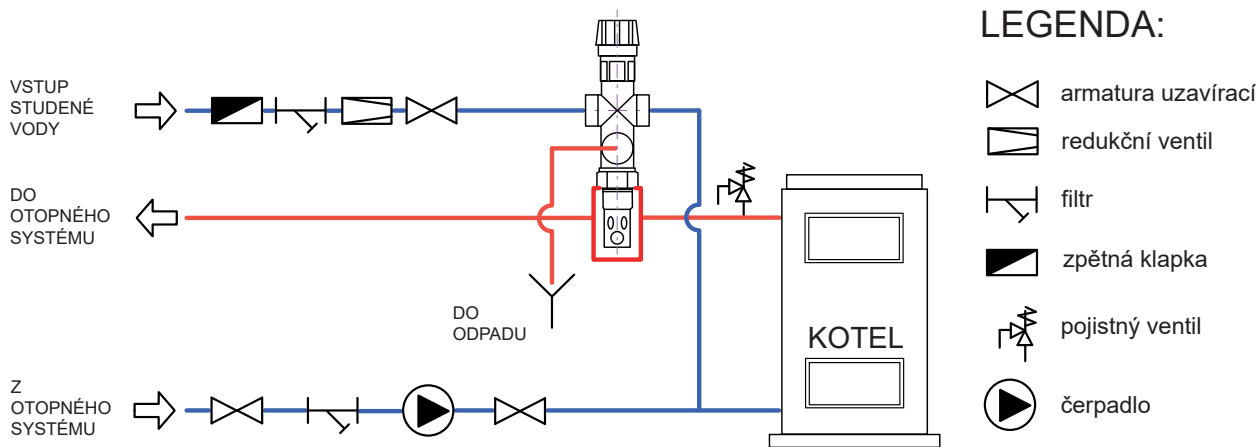 VSTUP
STUDENÉ
VODY
DO
OTOPNÉHO
SYSTÉMU
DO
ODPADU
Z
OTOPNÉHO
SYSTÉMU
KOTEL
LEGENDA:
armatura uzavírací
redukční ventil
filtr
zpětná klapka
pojistný ventil
čerpadlo